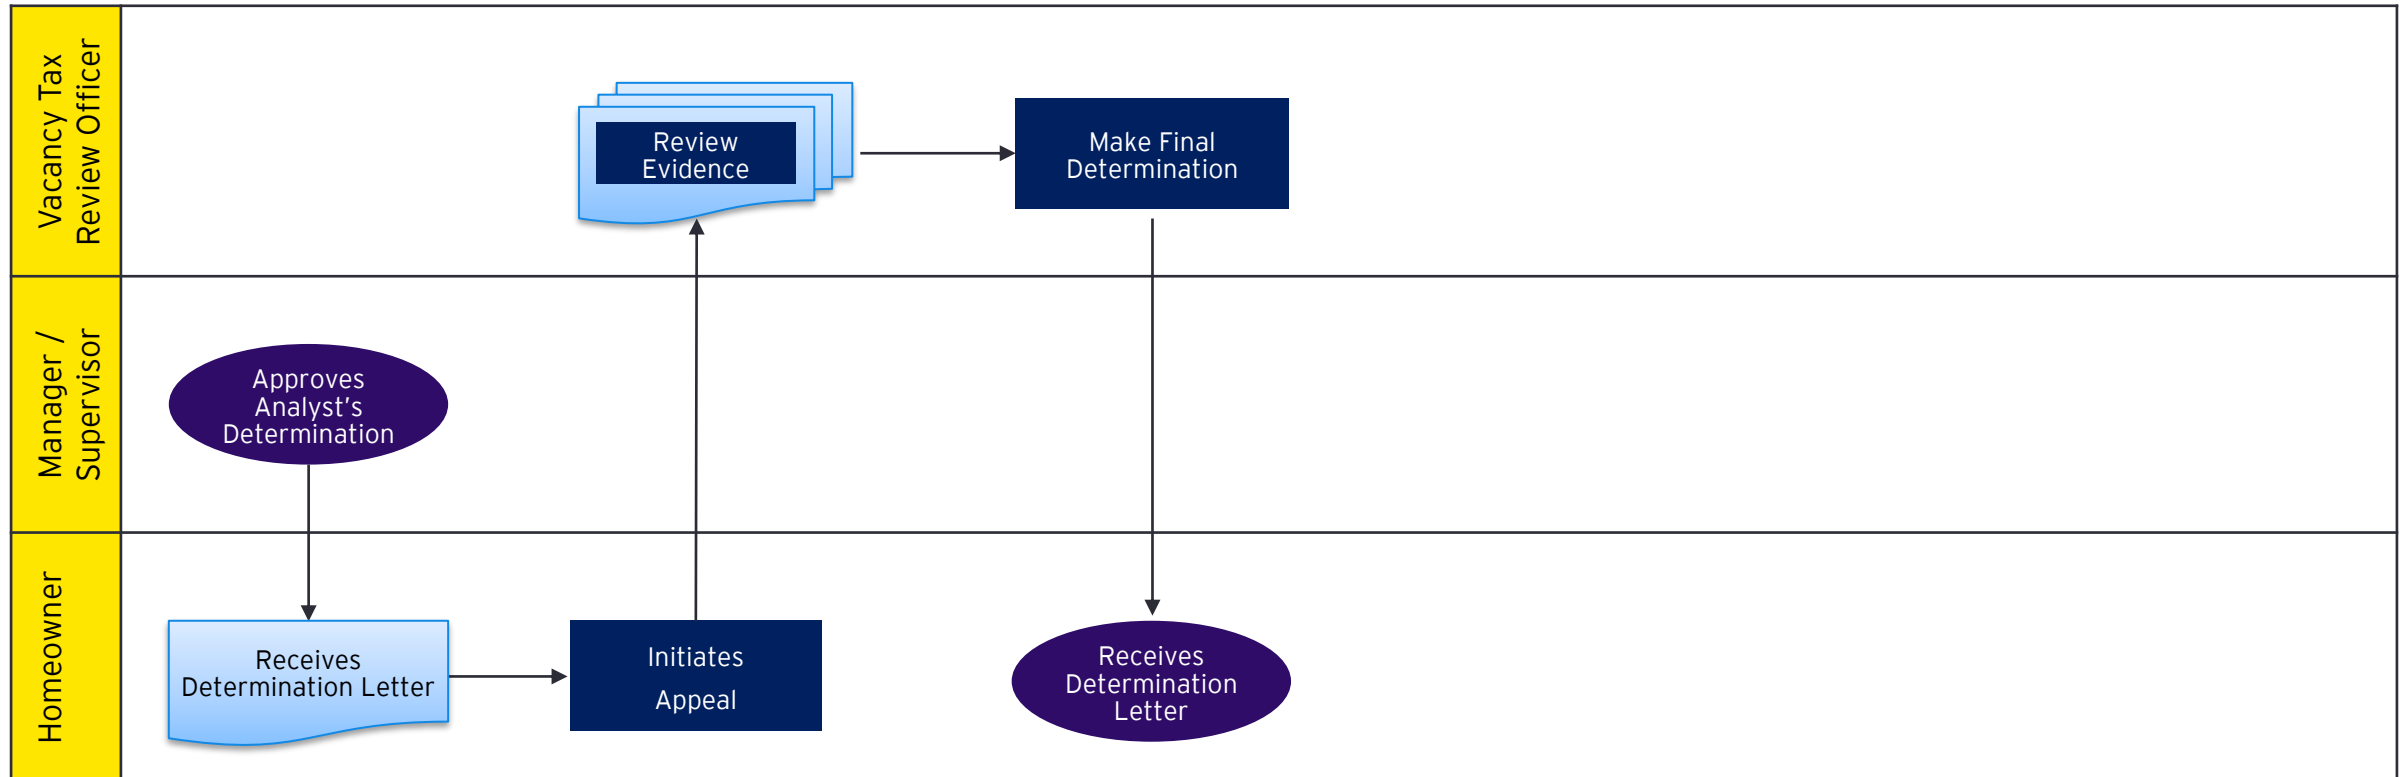 Vacancy Tax
Review Officer
Review
Evidence
Make Final
Determination
Manager /
Supervisor
Approves
Analyst’s
Determination
Homeowner
Receives
Determination Letter
Initiates
Appeal
Receives
Determination
Letter